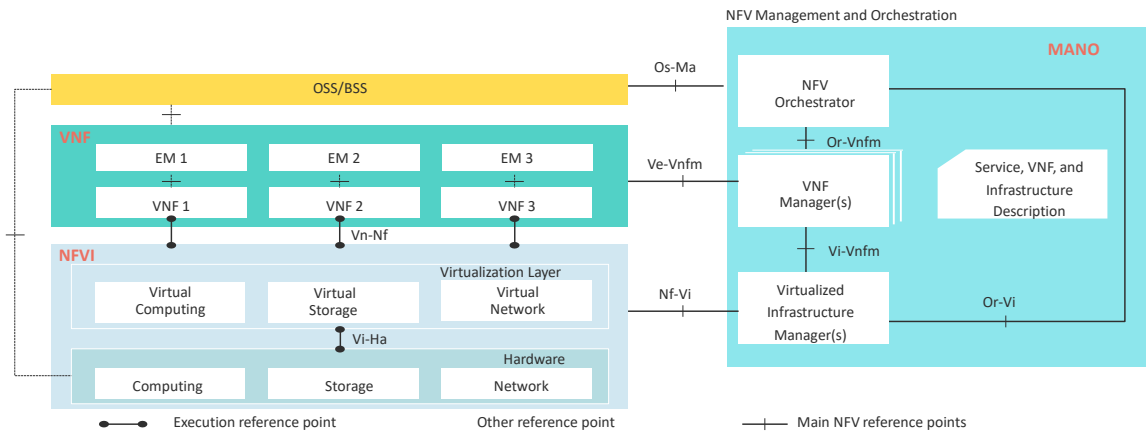 NFV Management and Orchestration
MANO
Os-Ma
NFV
Orchestrator
OSS/BSS
VNF
EM 1
EM 2
EM 3
Or-Vnfm
Ve-Vnfm
VNF
Manager(s)
Service, VNF, and
Infrastructure
Description
VNF 1
VNF 2
VNF 3
Vn-Nf
NFVI
Vi-Vnfm
Virtualization Layer
Virtual
Computing
Virtual
Storage
Virtual
Network
Nf-Vi
Virtualized
Infrastructure
Manager(s)
Or-Vi
Vi-Ha
Hardware
Computing
Storage
Network
Execution reference point
Other reference point
Main NFV reference points